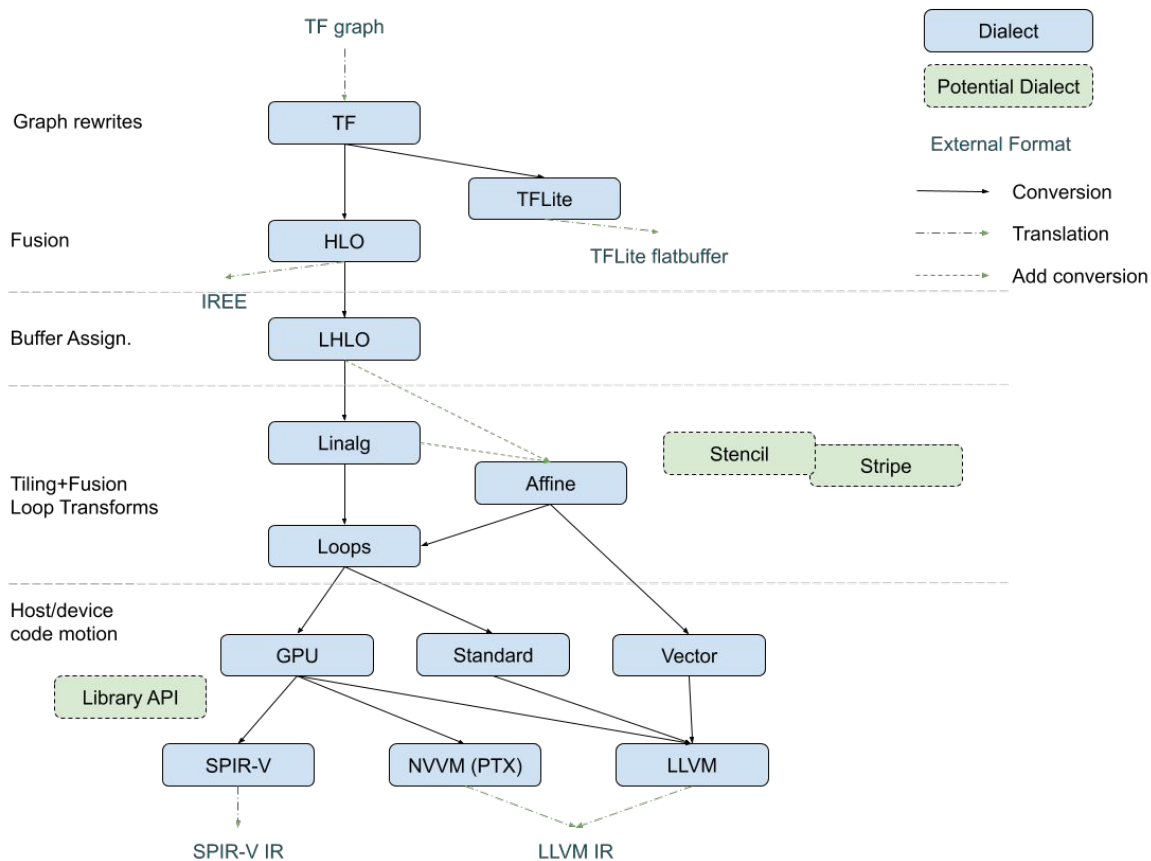 TF graph
Dialect
Potential Dialect
External Format
Conversion
Translation
Add conversion
Graph rewrites
TF
TFLite
TFLite flatbuffer
Fusion
HLO
IREE
Buffer Assign.
LHLO
Linalg
Affine
Stencil
Stripe
Tiling+Fusion
Loop Transforms
Loops
Host/device
code motion
GPU
Standard
Vector
Library API
SPIR-V
NVVM (PTX)
LLVM
SPIR-V IR
LLVM IR